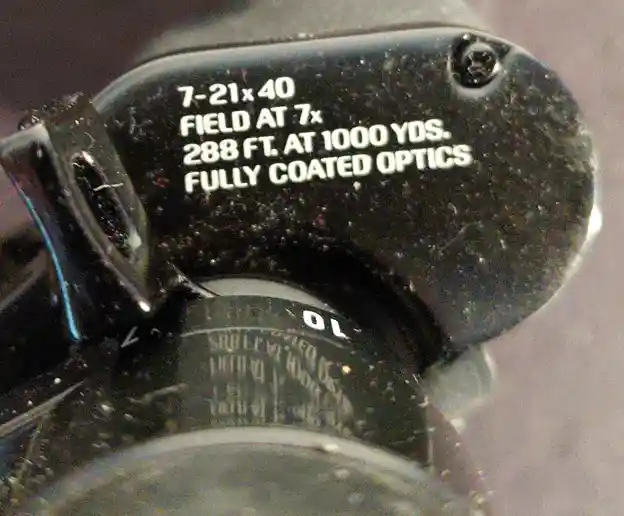 7-21x40
FIELD AT 7x
288 FT. AT 1000 YDS.
FULLY COATED OPTICS
10